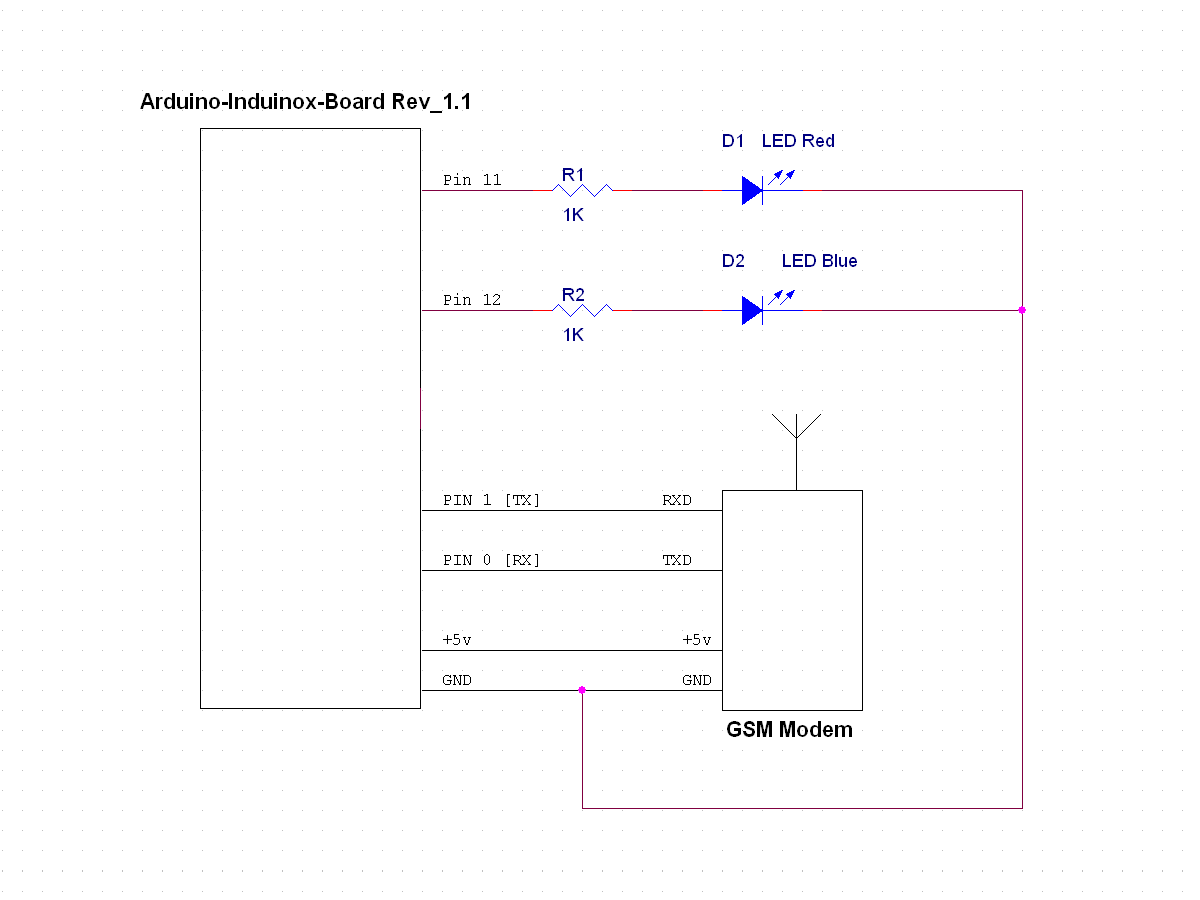 Arduino-Induinox-Board Rev_1.1
D1 LED Red
Pin 11
R1
1K
D2 LED Blue
Pin 12
R2
1K
PIN 1 [TX] RXD
PIN 0 [RX] TXD
+5v +5v
GND GND
GSM Modem